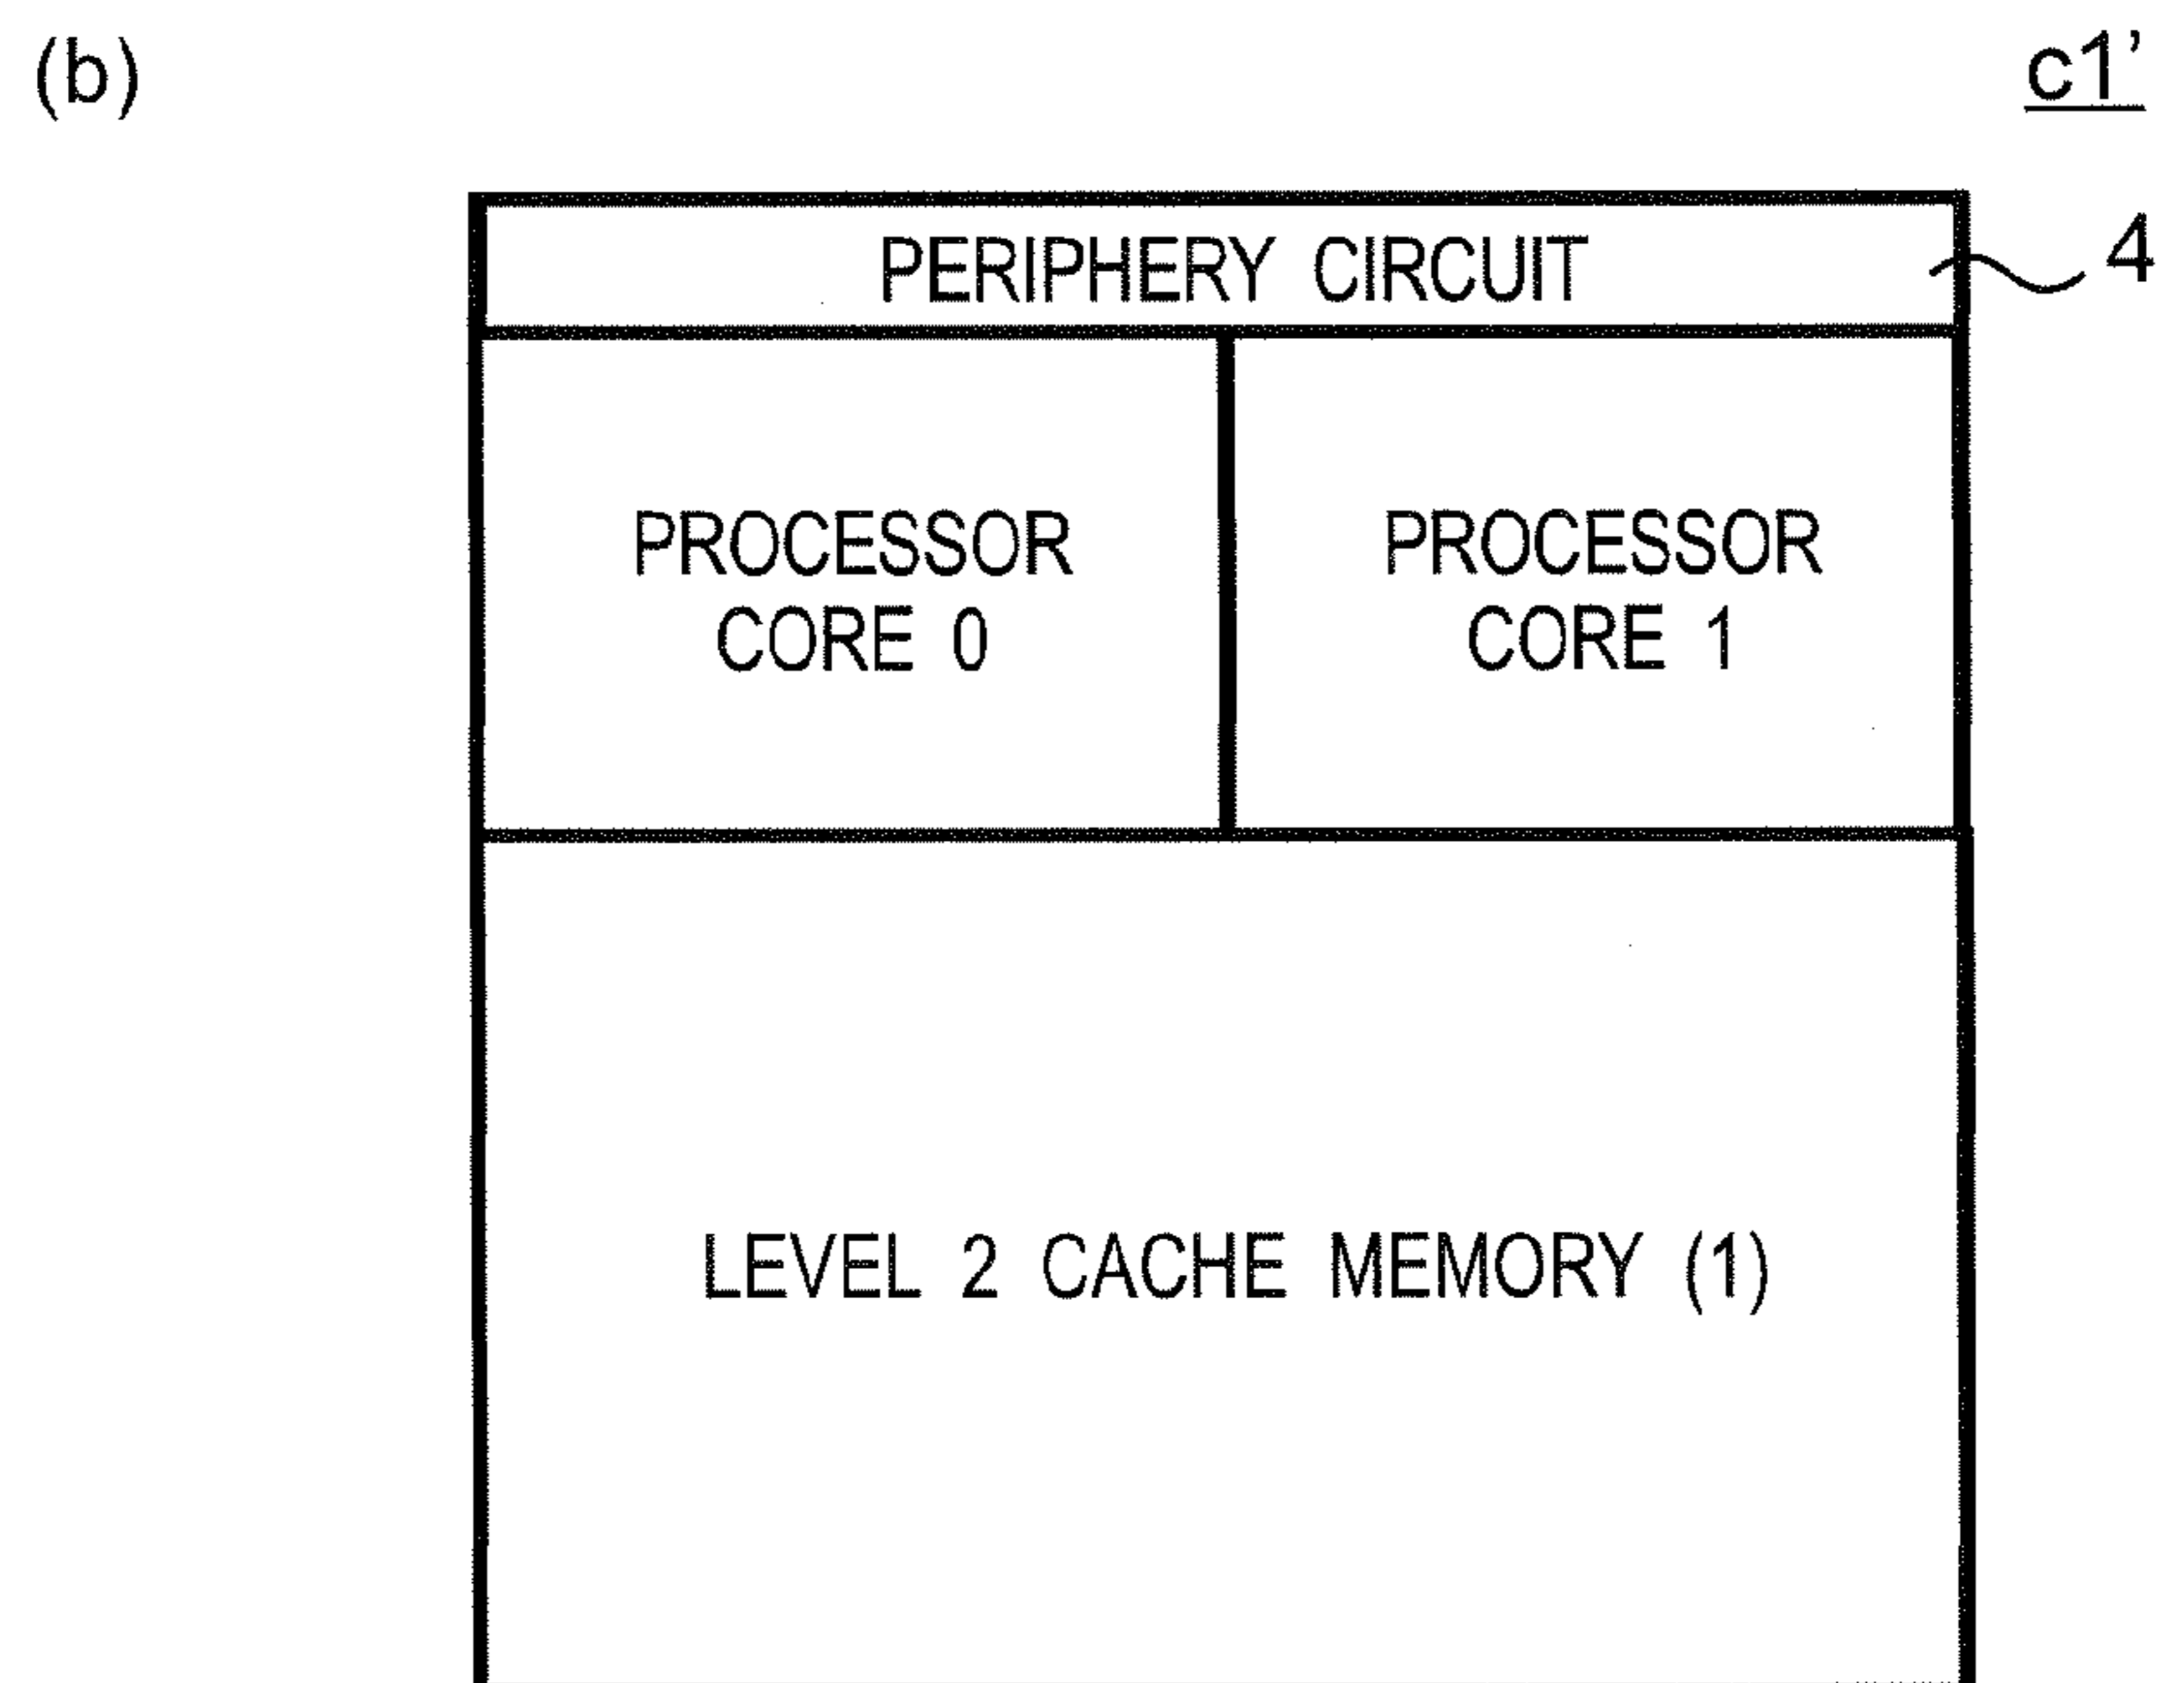 (b)
c1’
PERIPHERY CIRCUIT
4
PROCESSOR
CORE 0
PROCESSOR
CORE 1
LEVEL 2 CACHE MEMORY (1)